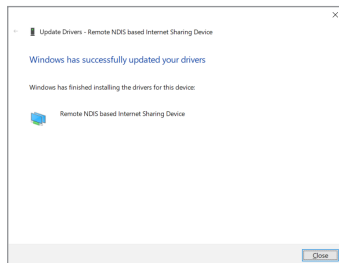 Update Drivers - Remote NDIS based Internet Sharing Device
Windows has successfully updated your drivers
Windows has finished installing the drivers for this device:
Remote NDIS based Internet Sharing Device
Close